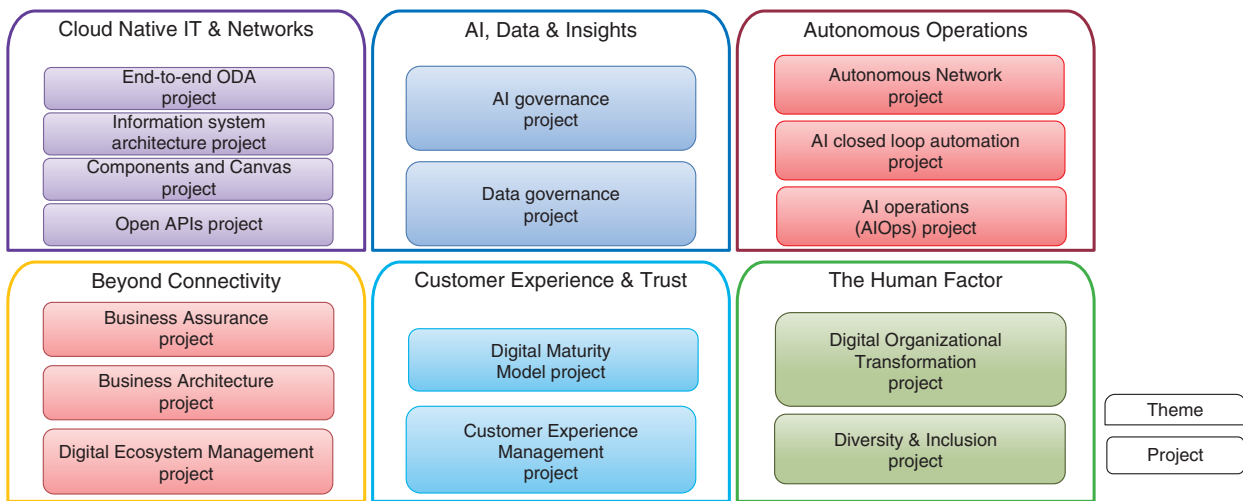 Cloud Native IT & Networks
End-to-end ODA
project
Information system
architecture project
Components and Canvas
project
Open APIs project
AI, Data & Insights
AI governance
project
Data governance
project
Autonomous Operations
Autonomous Network
project
AI closed loop automation
project
AI operations
(AIOps) project
Beyond Connectivity
Business Assurance
project
Business Architecture
project
Digital Ecosystem Management
project
Customer Experience & Trust
Digital Maturity
Model project
Customer Experience
Management
project
The Human Factor
Digital Organizational
Transformation
project
Diversity & Inclusion
project
Theme
Project